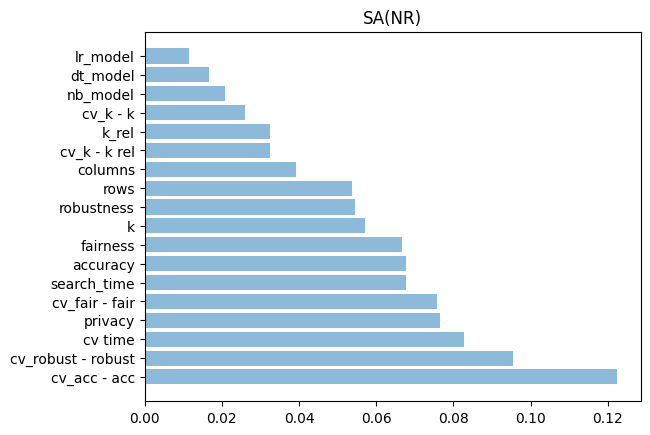 SA(NR)
lr_model
dt_model
nb_model
cv_k - k
k_rel
cv_k - k rel
columns
rows
robustness
k
fairness
accuracy
search_time
cv_fair - fair
privacy
cv time
cv_robust - robust
cv_acc - acc
0.00 0.02 0.04 0.06 0.08 0.10 0.12